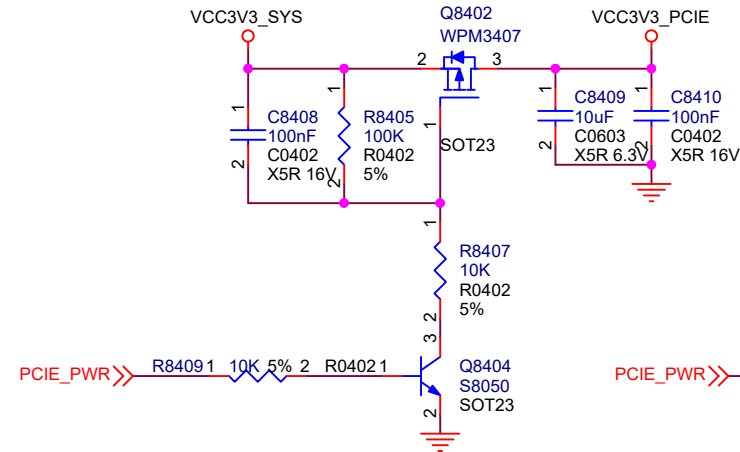 VCC3V3_SYS
Q8402
WPM3407
VCC3V3_PCIE
2
3
1
C8408
100nF
C0402
X5R 16V
2
1
R8405
100K
R0402
5%
2
1
SOT23
1
C8409
10uF
C0603
X5R 6.3V
2
1
C8410
100nF
C0402
X5R 16V
2
1
R8407
10K
R0402
5%
2
3
PCIE_PWR
R8409 1 10K 5% 2 R0402 1
Q8404
S8050
SOT23
2
PCIE_PWR